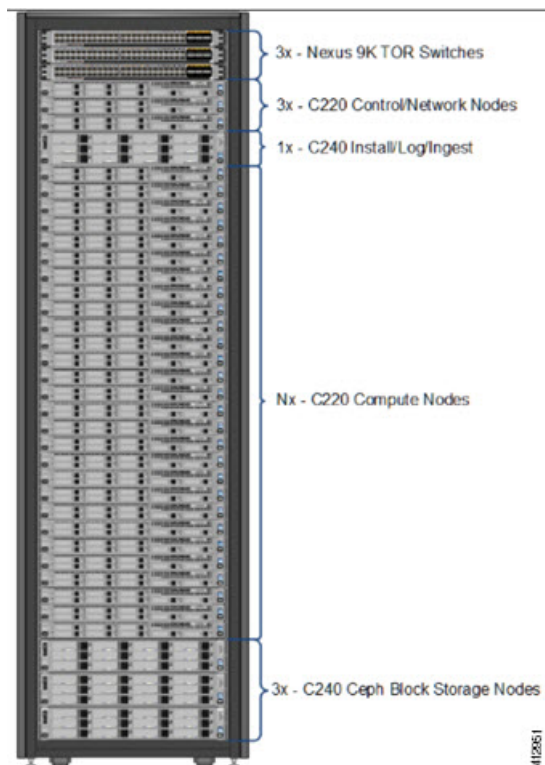 3x - Nexus 9K TOR Switches
3x - C220 Control/Network Nodes
1x - C240 Install/Log/Ingest
Nx - C220 Compute Nodes
3x - C240 Ceph Block Storage Nodes
412951